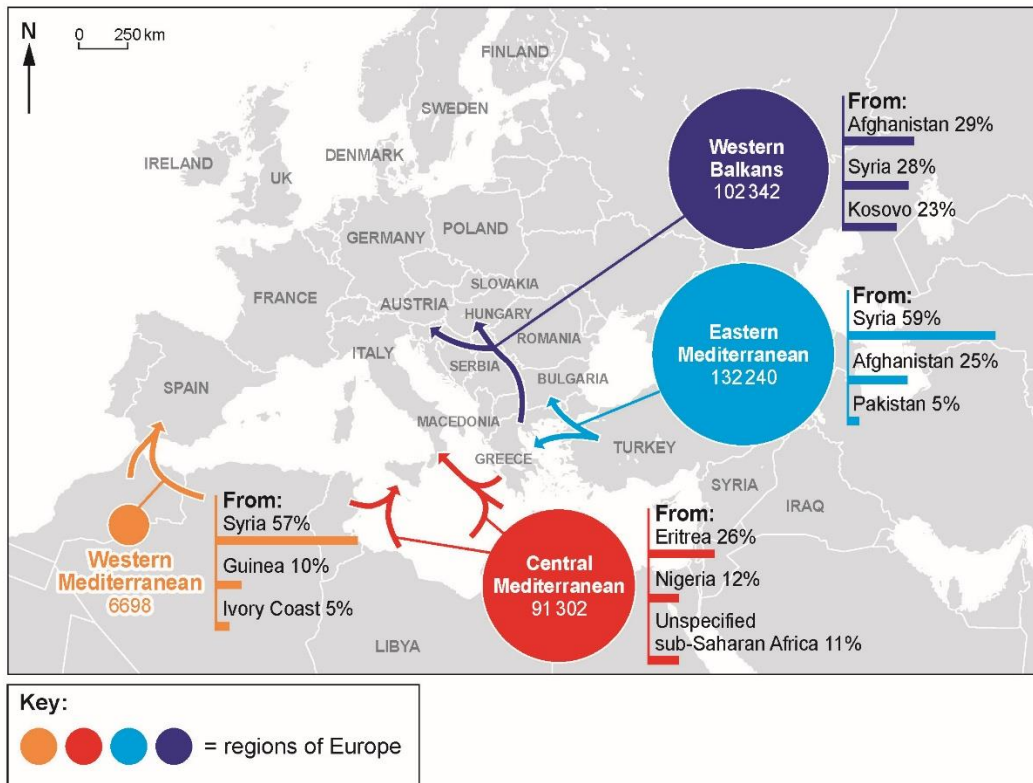 N
0 250 km
FINLAND
SWEDEN
DENMARK
IRELAND
UK
POLAND
GERMANY
SLOVAKIA
FRANCE
AUSTRIA
HUNGARY
ROMANIA
ITALY
SERBIA
SPAIN
BULGARIA
MACEDONIA
GREECE
TURKEY
SYRIA
IRAQ
LIBYA
Western
Balkans
102 342
From:
Afghanistan 29%
Syria 28%
Kosovo 23%
Eastern
Mediterranean
132 240
From:
Syria 59%
Afghanistan 25%
Pakistan 5%
Western
Mediterranean
6698
From:
Syria 57%
Guinea 10%
Ivory Coast 5%
Central
Mediterranean
91 302
From:
Eritrea 26%
Nigeria 12%
Unspecified
sub-Saharan Africa 11%
Key:
= regions of Europe